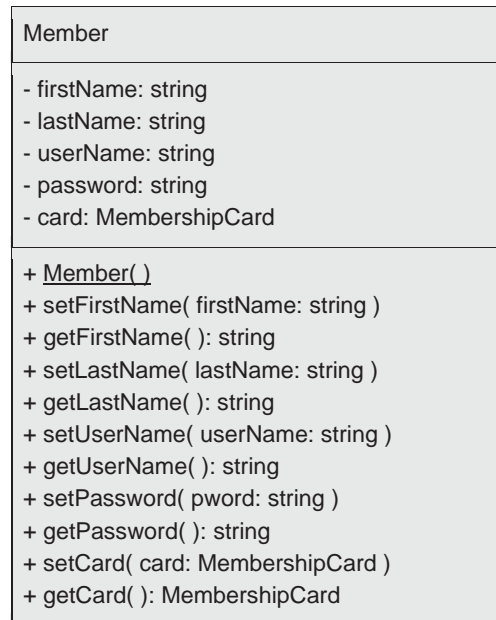 Member
- firstName: string
- lastName: string
- userName: string
- password: string
- card: MembershipCard
+ Member( )
+ setFirstName( firstName: string )
+ getFirstName( ): string
+ setLastName( lastName: string )
+ getLastName( ): string
+ setUserName( userName: string )
+ getUserName( ): string
+ setPassword( pword: string )
+ getPassword( ): string
+ setCard( card: MembershipCard )
+ getCard( ): MembershipCard